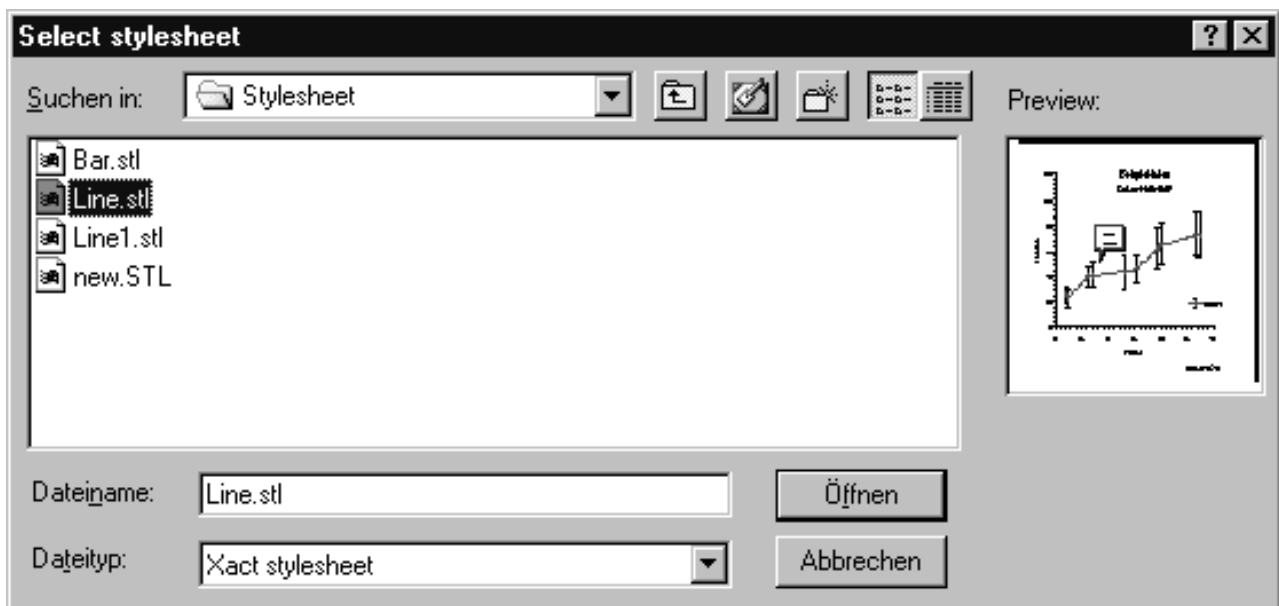 Select stylesheet
Suchen in:
Stylesheet
Preview:
Bar.stl
Line.stl
Line1.stl
new.STL
Dateiname:
Line.stl
Öffnen
Dateityp:
Xact stylesheet
Abbrechen